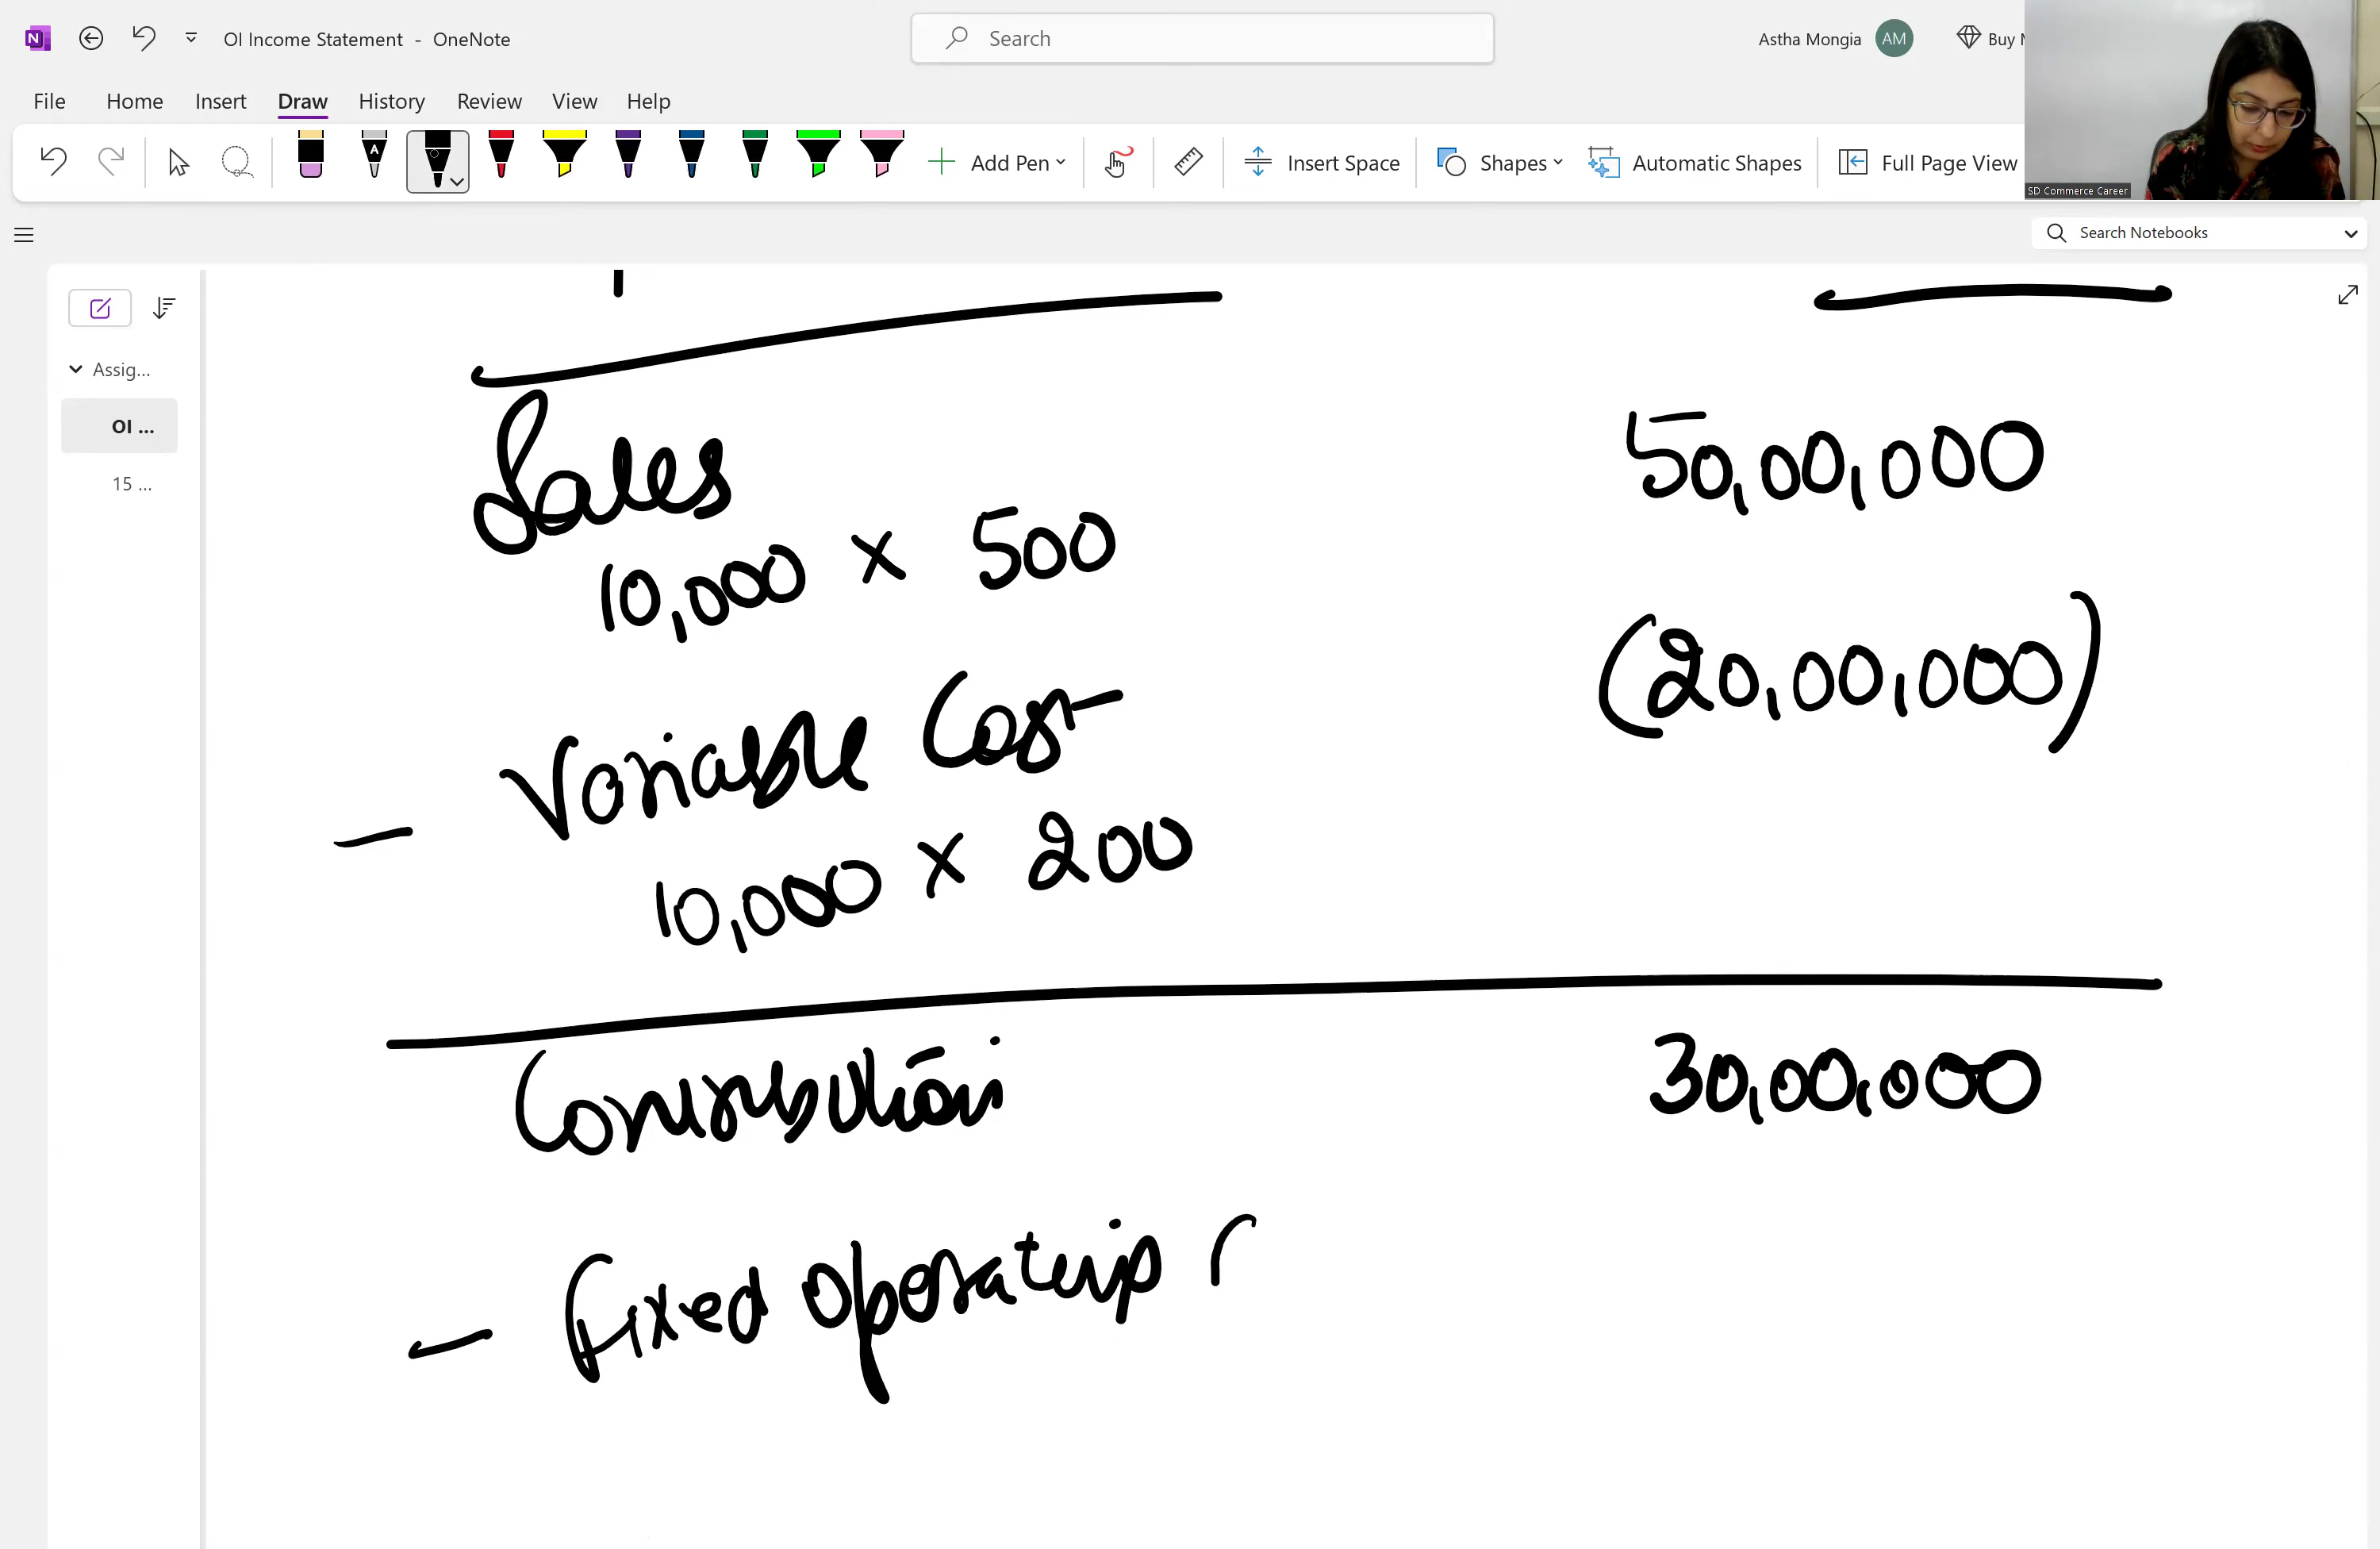 OI Income Statement - OneNote
Search
Astha Mongia AM
Buy
File Home Insert Draw History Review View Help
Add Pen
Insert Space
Shapes
Automatic Shapes
Full Page View
SD Commerce Career
Search Notebooks
Assig...
OI ...
15 ...
Sales 50,00,000
10,000 x 500
- Variable Cost (20,00,000)
10,000 x 200
Contribution 30,00,000
- Fixed operating